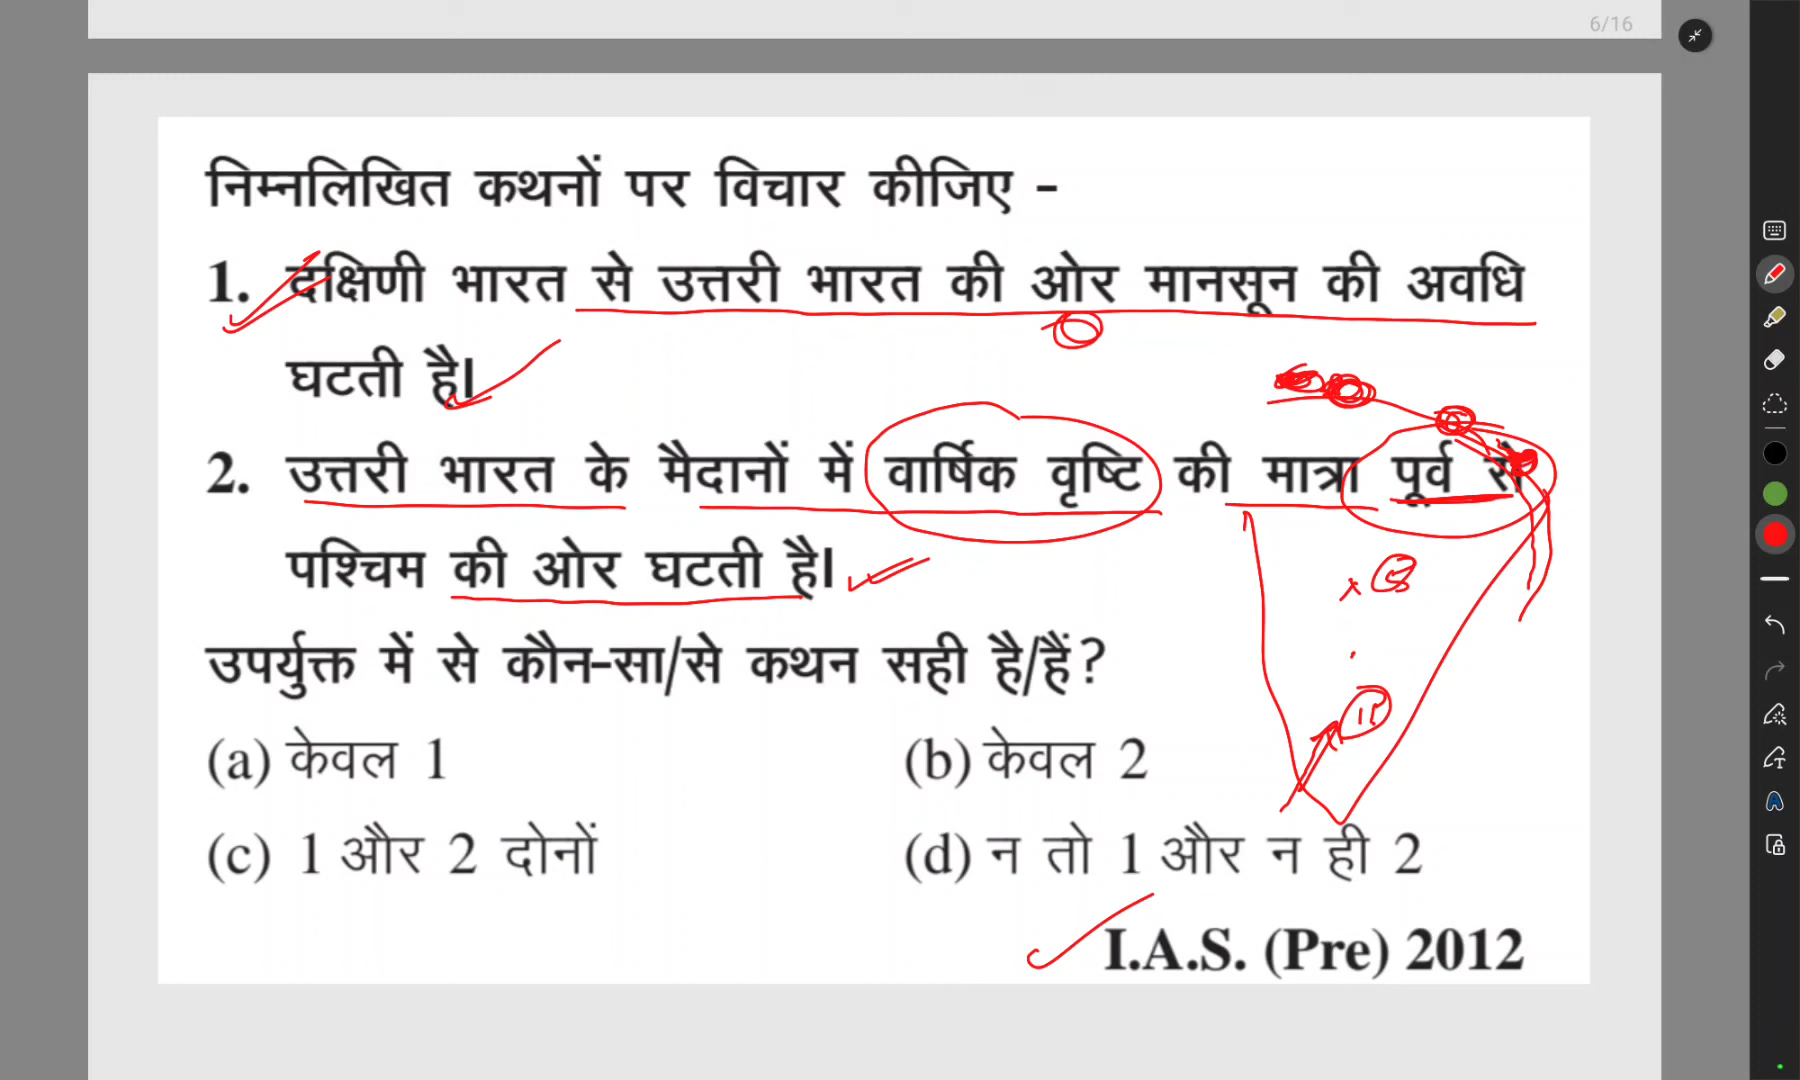 6/16
निम्नलिखित कथनों पर विचार कीजिए -
1. दक्षिणी भारत से उत्तरी भारत की ओर मानसून की अवधि
घटती है।
2. उत्तरी भारत के मैदानों में वार्षिक वृष्टि की मात्रा पूर्व से
पश्चिम की ओर घटती है।
उपर्युक्त में से कौन-सा/से कथन सही है/हैं?
(a) केवल 1 (b) केवल 2
(c) 1 और 2 दोनों (d) न तो 1 और न ही 2
I.A.S. (Pre) 2012